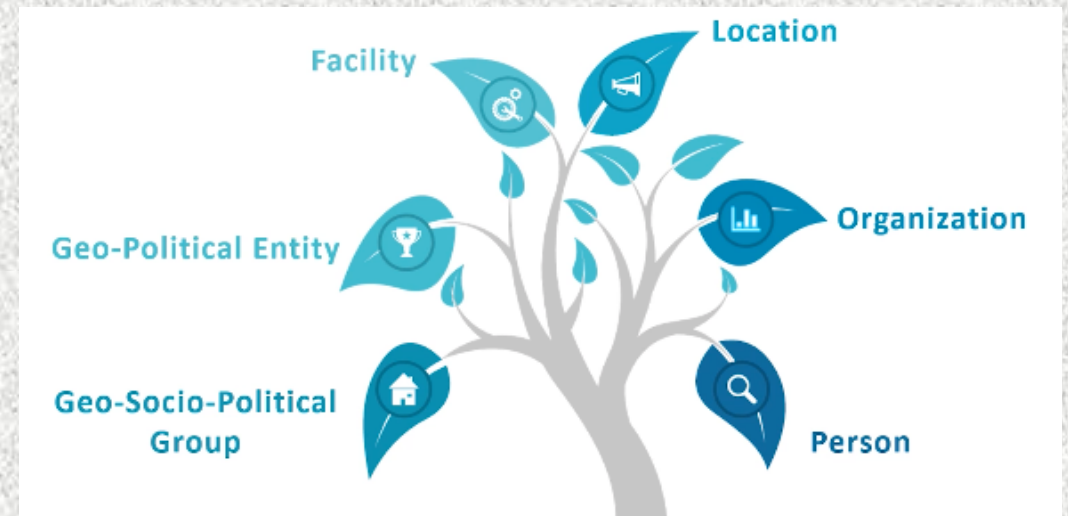 Location
Facility
Organization
Geo-Political Entity
Geo-Socio-Political
Group
Person